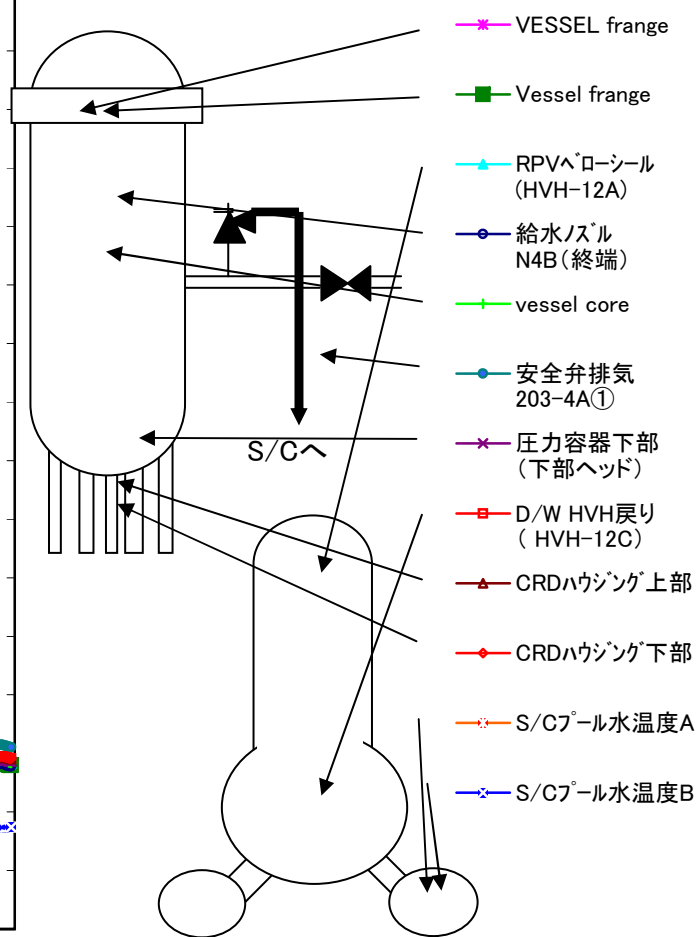 VESSEL frange
Vessel frange
RPVベローシール
(HVH-12A)
給水ノズル
N4B(終端)
vessel core
安全弁排気
203-4A①
圧力容器下部
(下部ヘッド)
D/W HVH戻り
( HVH-12C)
CRDハウジング上部
CRDハウジング下部
S/Cプール水温度A
S/Cプール水温度B
S/Cへ